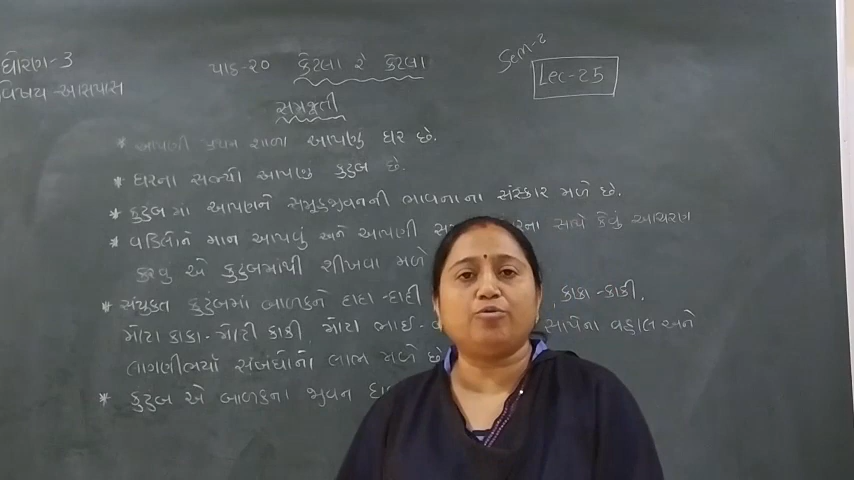 ધોરણ-૩
વિષય-આસપાસ
પાઠ-૨૦ કેટલા રે કેટલા
Sem-2
Lec-25
સમજૂતી
* આપણી પ્રથમ શાળા આપણું ઘર છે.
* ઘરના સભ્યો આપણું કુટુંબ છે.
* કુટુંબમાં આપણને સમૂહજીવનની ભાવનાના સંસ્કાર મળે છે.
* વડિલોને માન આપવું અને આપણી સાથે કેવું આચરણ
કરવું એ કુટુંબમાંથી શીખવા મળે
* સંયુક્ત કુટુંબમાં બાળકને દાદા-દાદી કાકા-કાકી,
મોટા કાકા-મોટી કાકી, મોટા ભાઈ- સાથેના વહાલ અને
લાગણીભર્યા સંબંધોનો લાભ મળે છે
* કુટુંબ એ બાળકના જીવન